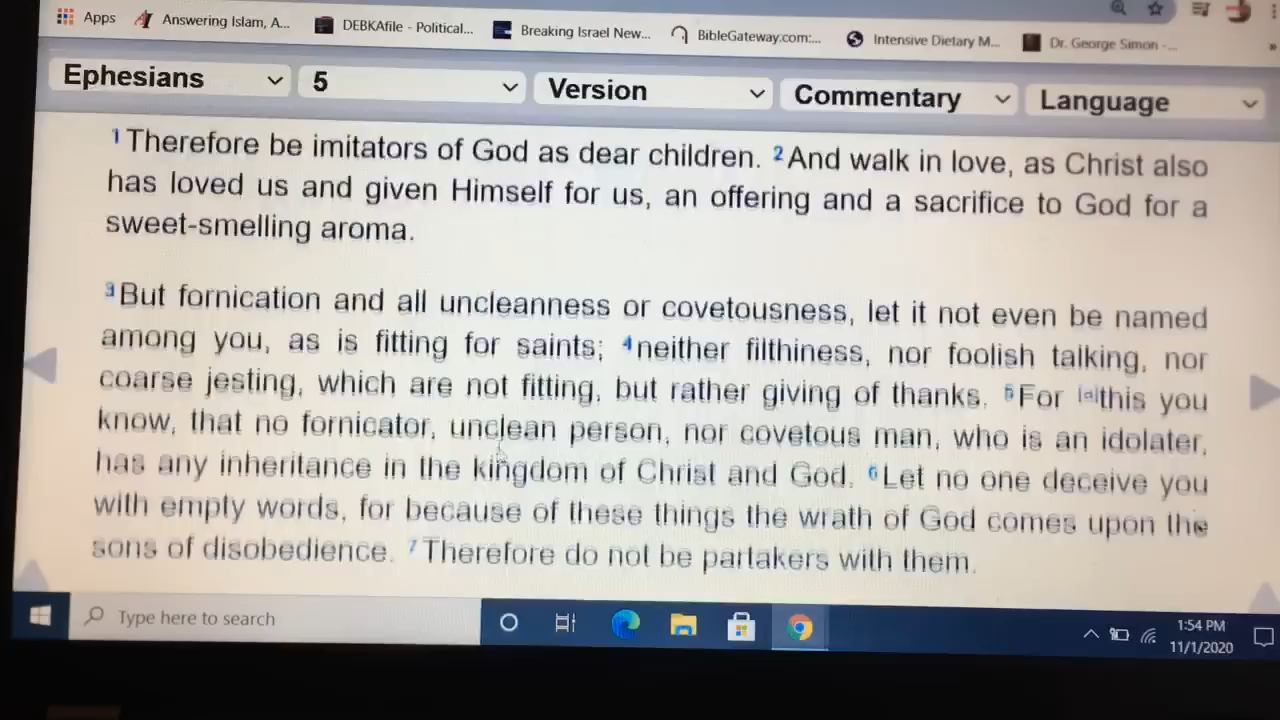 Apps Answering Islam, A... DEBKAfile - Political... Breaking Israel New... BibleGateway.com:... Intensive Dietary M... Dr. George Simon -... »
Ephesians 5 Version Commentary Language
1 Therefore be imitators of God as dear children. 2 And walk in love, as Christ also
has loved us and given Himself for us, an offering and a sacrifice to God for a
sweet-smelling aroma.
3 But fornication and all uncleanness or covetousness, let it not even be named
among you, as is fitting for saints; 4 neither filthiness, nor foolish talking, nor
coarse jesting, which are not fitting, but rather giving of thanks. 5 For [a]this you
know, that no fornicator, unclean person, nor covetous man, who is an idolater,
has any inheritance in the kingdom of Christ and God. 6 Let no one deceive you
with empty words, for because of these things the wrath of God comes upon the
sons of disobedience. 7 Therefore do not be partakers with them.
Type here to search
1:54 PM
11/1/2020